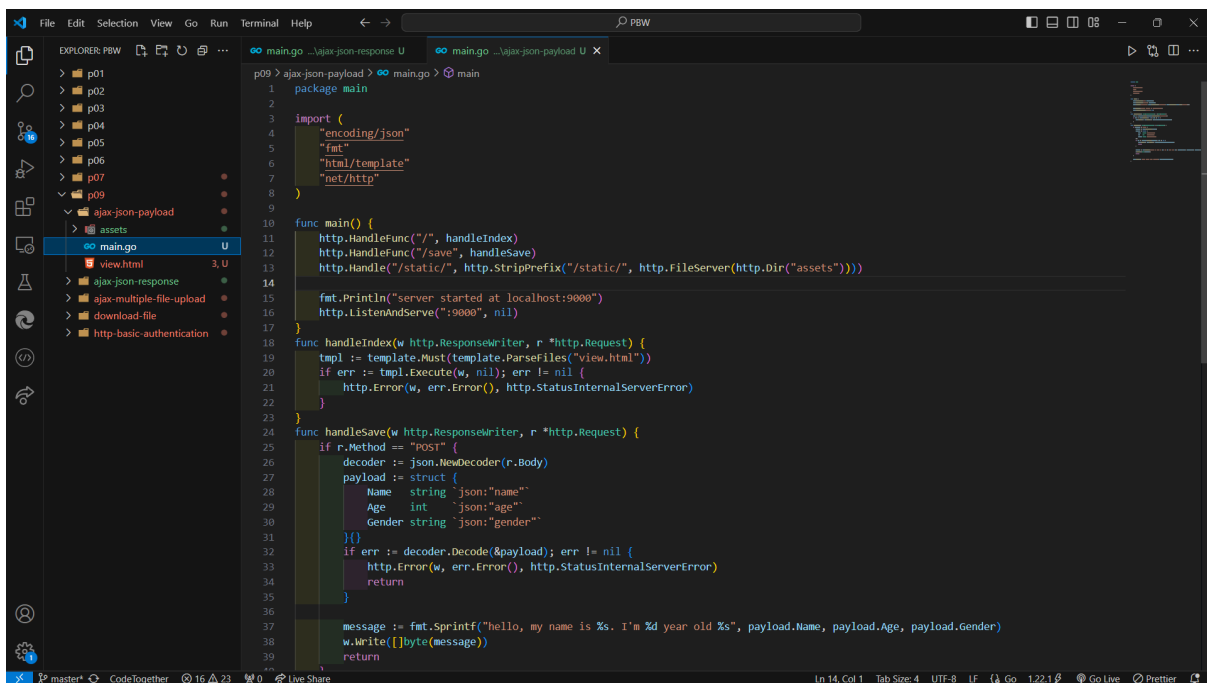 File Edit Selection View Go Run Terminal Help
PBW
EXPLORER: PBW
p01
p02
p03
p04
p05
p06
p07
p09
ajax-json-payload
assets
main.go U
view.html 3, U
ajax-json-response
ajax-multiple-file-upload
download-file
http-basic-authentication
16
1
main.go ...\ajax-json-response U
main.go ...\ajax-json-payload U
p09 > ajax-json-payload > main.go > main
1 package main
2
3 import (
4 "encoding/json"
5 "fmt"
6 "html/template"
7 "net/http"
8 )
9
10 func main() {
11 http.HandleFunc("/", handleIndex)
12 http.HandleFunc("/save", handleSave)
13 http.Handle("/static/", http.StripPrefix("/static/", http.FileServer(http.Dir("assets"))))
14
15 fmt.Println("server started at localhost:9000")
16 http.ListenAndServe(":9000", nil)
17 }
18 func handleIndex(w http.ResponseWriter, r *http.Request) {
19 tmpl := template.Must(template.ParseFiles("view.html"))
20 if err := tmpl.Execute(w, nil); err != nil {
21 http.Error(w, err.Error(), http.StatusInternalServerError)
22 }
23 }
24 func handleSave(w http.ResponseWriter, r *http.Request) {
25 if r.Method == "POST" {
26 decoder := json.NewDecoder(r.Body)
27 payload := struct {
28 Name string `json:"name"`
29 Age int `json:"age"`
30 Gender string `json:"gender"`
31 }{}
32 if err := decoder.Decode(&payload); err != nil {
33 http.Error(w, err.Error(), http.StatusInternalServerError)
34 return
35 }
36
37 message := fmt.Sprintf("hello, my name is %s. I'm %d year old %s", payload.Name, payload.Age, payload.Gender)
38 w.Write([]byte(message))
39 return
master* CodeTogether 16 23 0 Live Share Ln 14, Col 1 Tab Size: 4 UTF-8 LF Go 1.22.1 Go Live Prettier